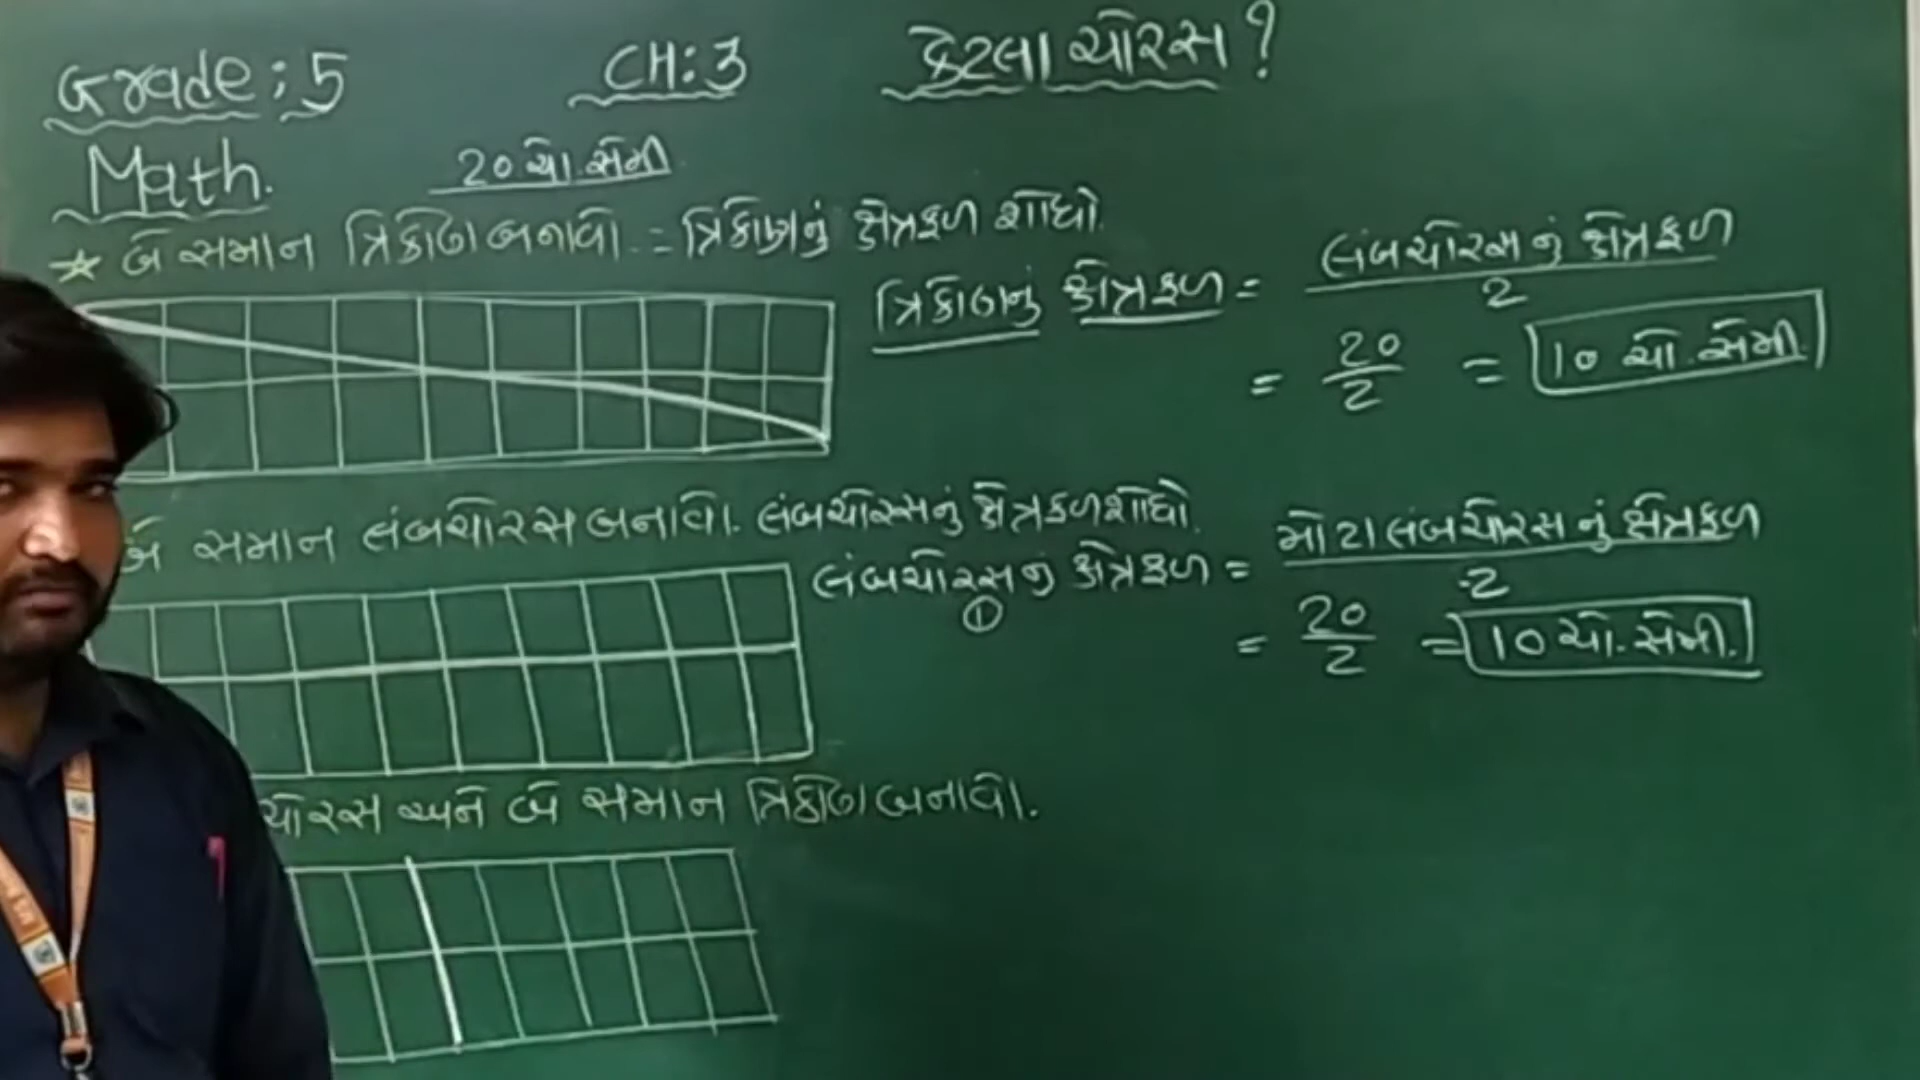 Grade : 5 CH : 3 કેટલા ચોરસ ?
Math. 20 ચો. સેમી
બે સમાન ત્રિકોણ બનાવો. = ત્રિકોણનું ક્ષેત્રફળ શોધો.
ત્રિકોણનું ક્ષેત્રફળ = લંબચોરસનું ક્ષેત્રફળ
2
= 20 = 10 ચો. સેમી
2
બે સમાન લંબચોરસ બનાવો. લંબચોરસનું ક્ષેત્રફળ શોધો.
લંબચોરસનું ક્ષેત્રફળ = મોટા લંબચોરસનું ક્ષેત્રફળ
① 2
= 20 = 10 ચો. સેમી.
2
ચોરસ અને બે સમાન ત્રિકોણ બનાવો.